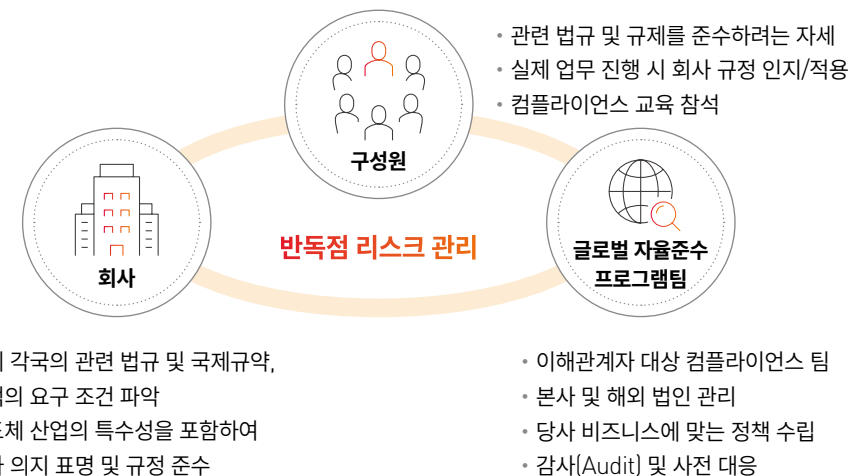 • 관련 법규 및 규제를 준수하려는 자세
• 실제 업무 진행 시 회사 규정 인지/적용
• 컴플라이언스 교육 참석
구성원
회사
반독점 리스크 관리
글로벌 자율준수
프로그램팀
각국의 관련 법규 및 국제규약,
요구 조건 파악
산업의 특수성을 포함하여
의지 표명 및 규정 준수
• 이해관계자 대상 컴플라이언스 팀
• 본사 및 해외 법인 관리
• 당사 비즈니스에 맞는 정책 수립
• 감사(Audit) 및 사전 대응